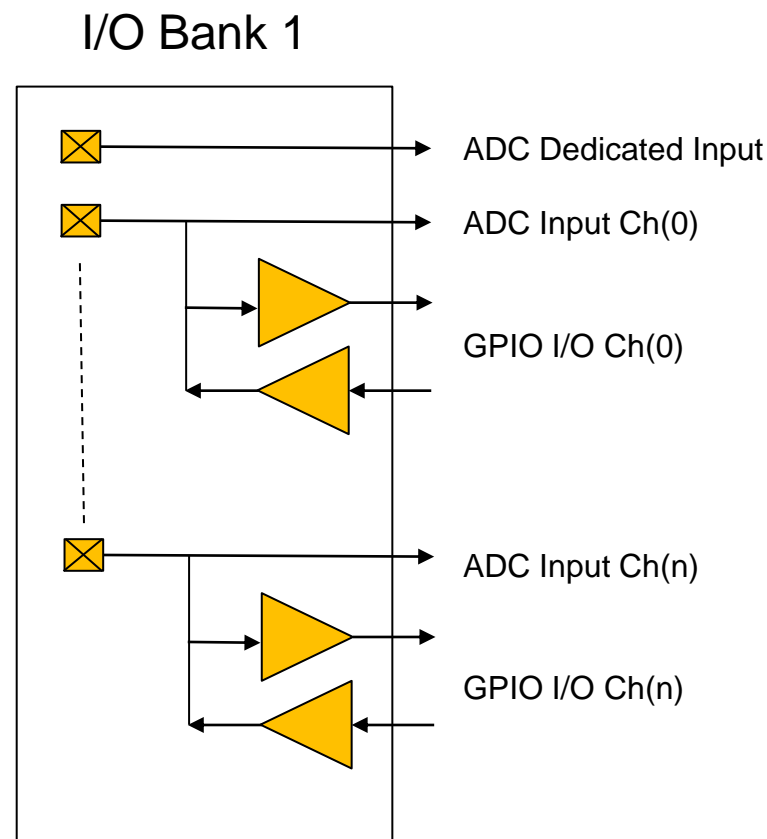 I/O Bank 1
ADC Dedicated Input
ADC Input Ch(0)
GPIO I/O Ch(0)
ADC Input Ch(n)
GPIO I/O Ch(n)